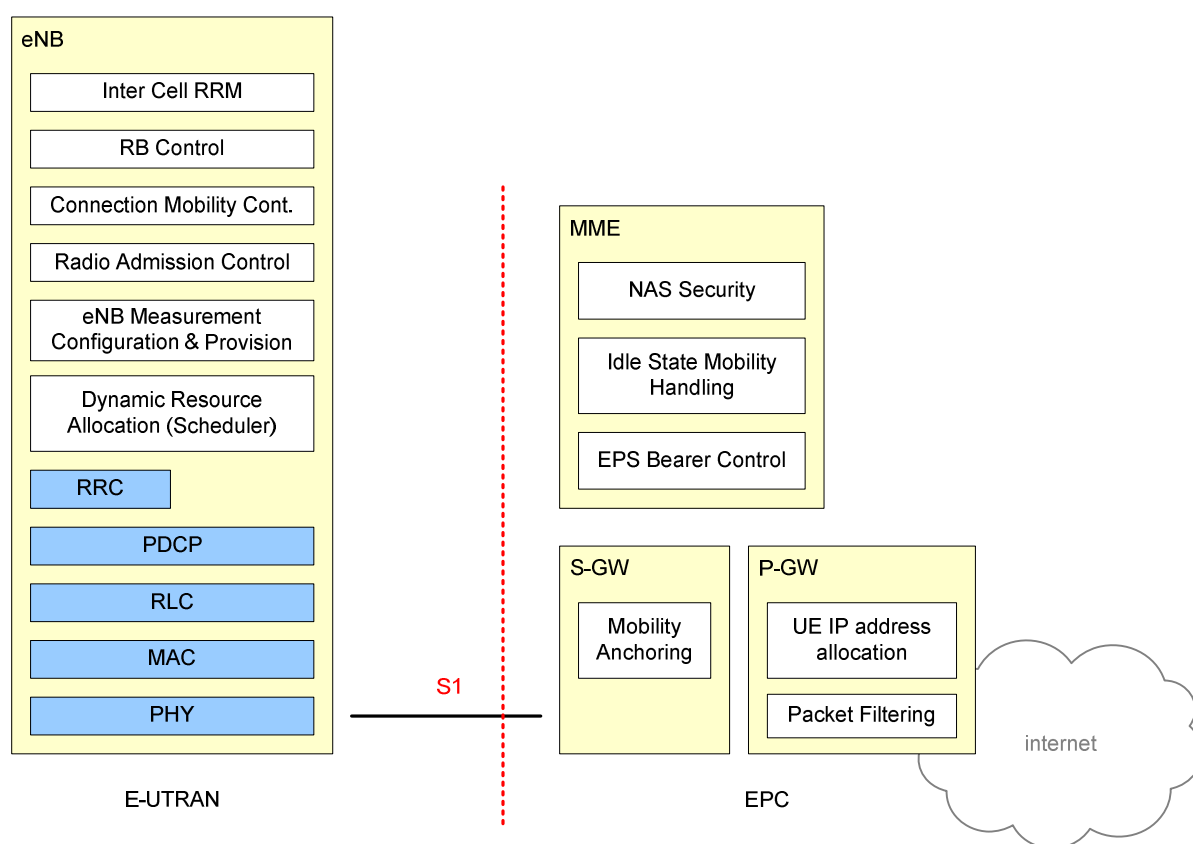 eNB
Inter Cell RRM
RB Control
Connection Mobility Cont.
Radio Admission Control
eNB Measurement
Configuration & Provision
Dynamic Resource
Allocation (Scheduler)
RRC
PDCP
RLC
MAC
PHY
S1
MME
NAS Security
Idle State Mobility
Handling
EPS Bearer Control
S-GW
Mobility
Anchoring
P-GW
UE IP address
allocation
Packet Filtering
internet
E-UTRAN
EPC